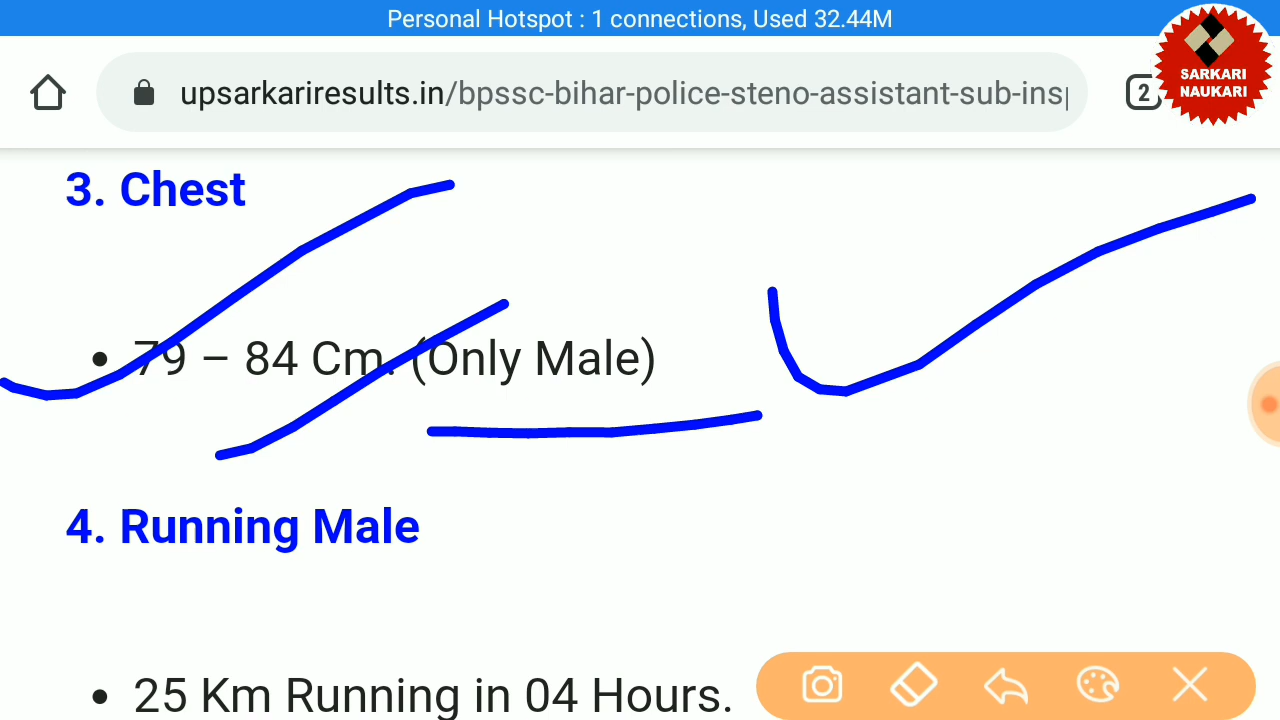 Personal Hotspot : 1 connections, Used 32.44M
upsarkariresults.in/bpssc-bihar-police-steno-assistant-sub-insp
2
SARKARI
NAUKARI
3. Chest
• 79 – 84 Cm. (Only Male)
4. Running Male
• 25 Km Running in 04 Hours.